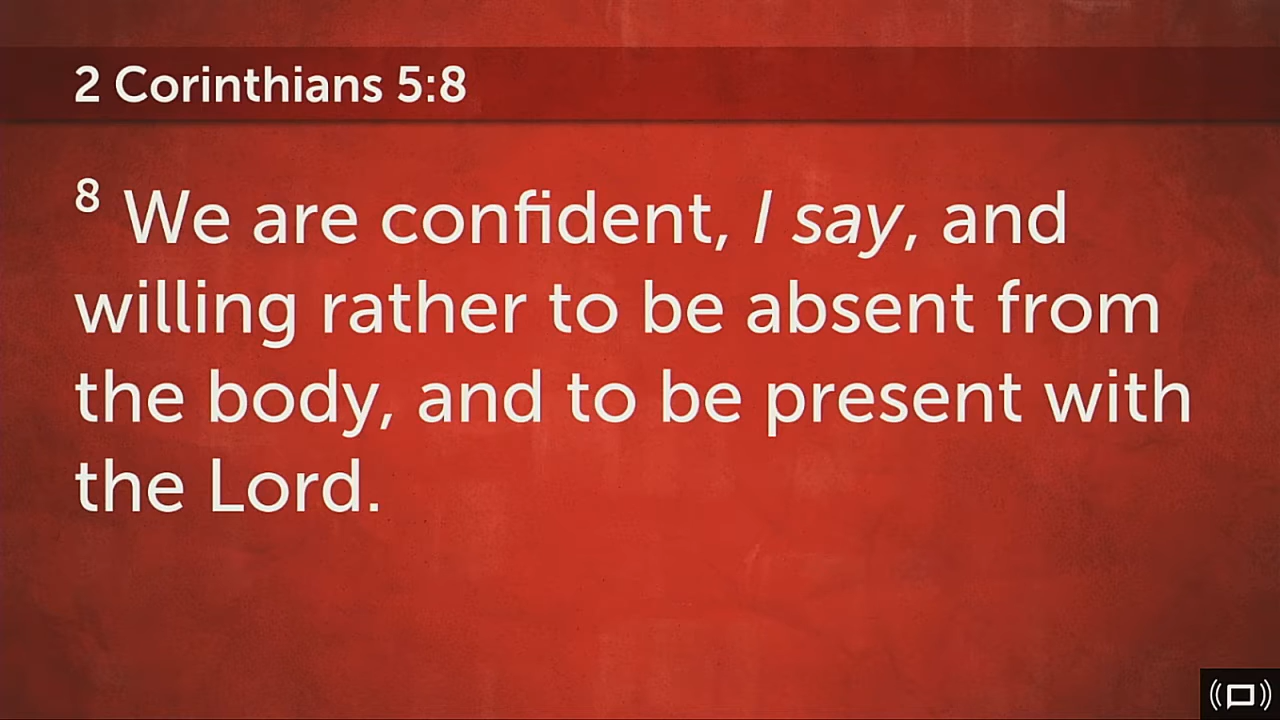 2 Corinthians 5:8
8 We are confident, I say, and
willing rather to be absent from
the body, and to be present with
the Lord.